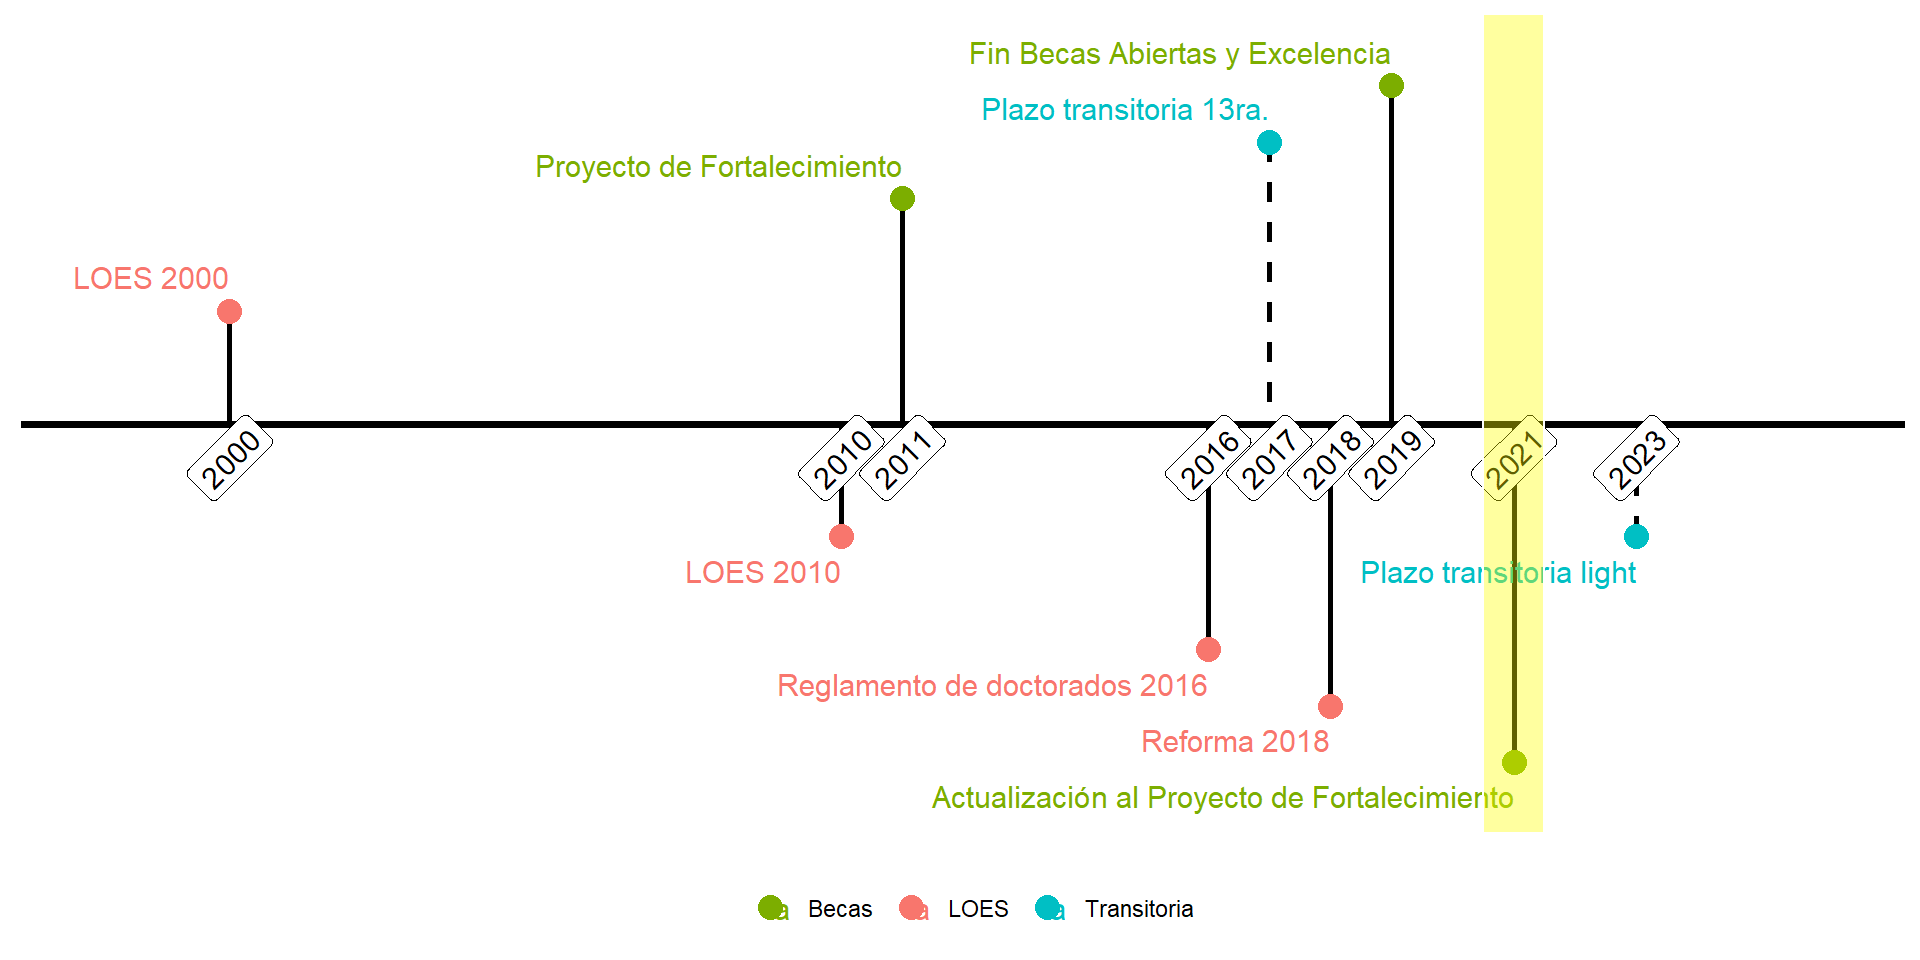 Fin Becas Abiertas y Excelencia
Plazo transitoria 13ra.
Proyecto de Fortalecimiento
LOES 2000
2000
2010
2011
2016
2017
2018
2019
2021
2023
LOES 2010
Plazo transitoria light
Reglamento de doctorados 2016
Reforma 2018
Actualización al Proyecto de Fortalecimiento
a Becas a LOES a Transitoria